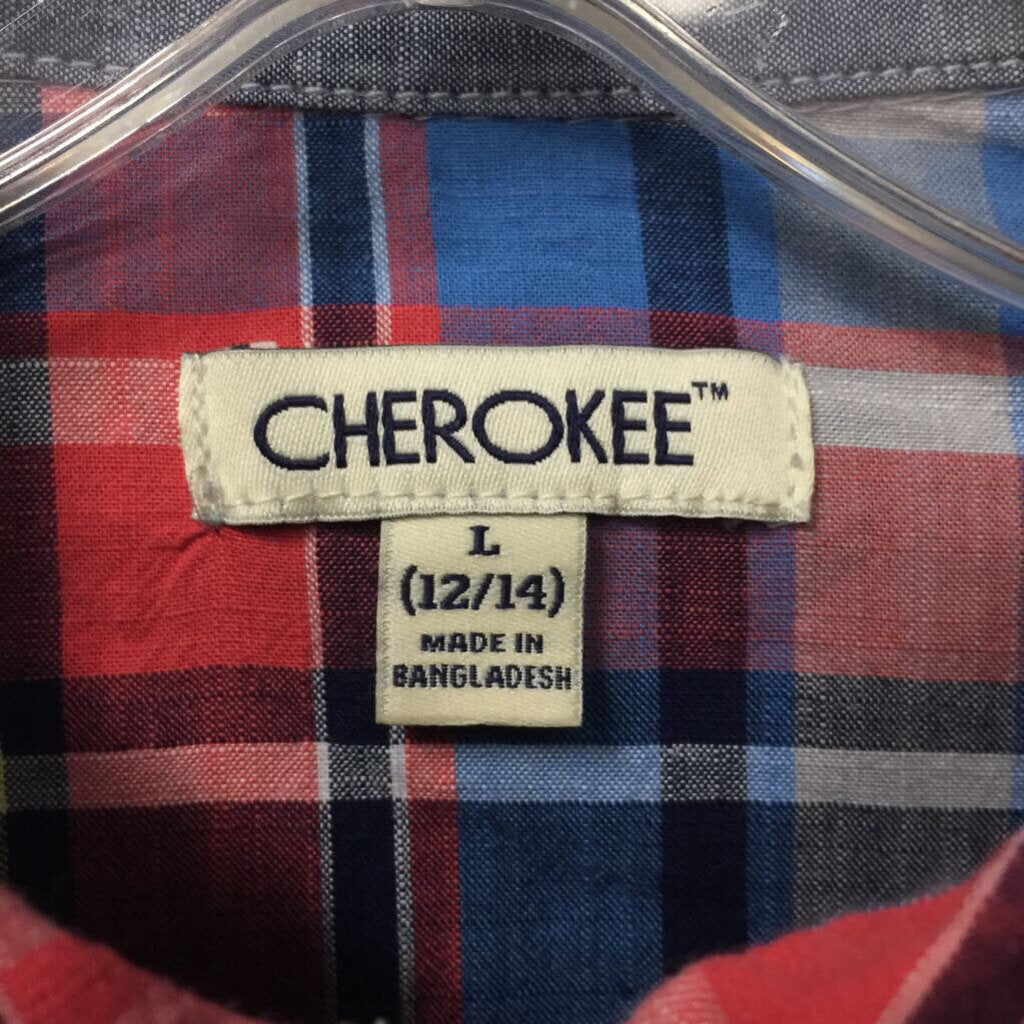 CHEROKEE™
L
(12/14)
MADE IN
BANGLADESH